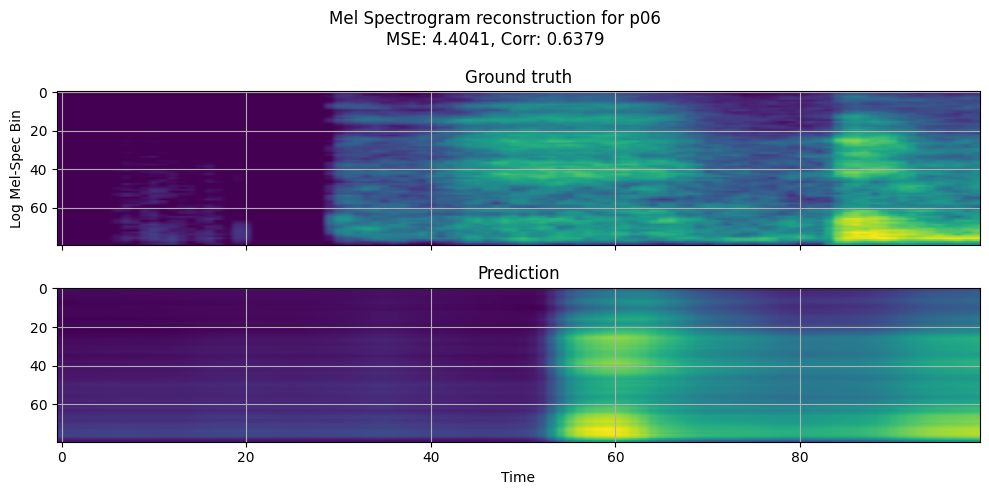 Mel Spectrogram reconstruction for p06
MSE: 4.4041, Corr: 0.6379
Ground truth
Log Mel-Spec Bin
0
20
40
60
Prediction
0
20
40
60
0 20 40 60 80
Time